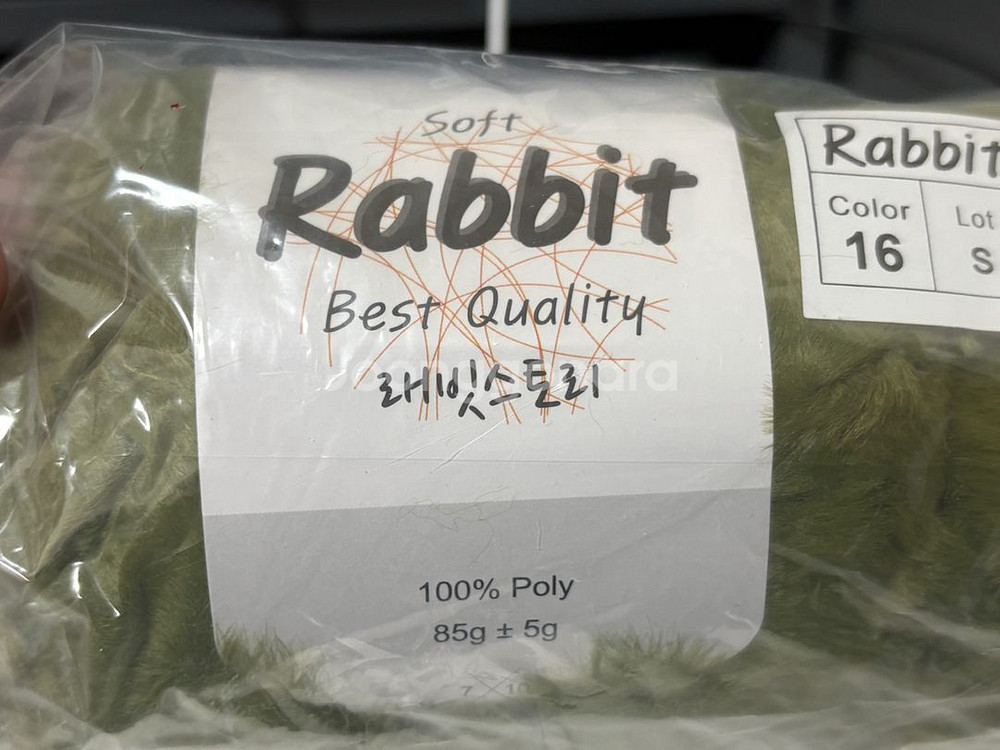 Soft
Rabbit
Best Quality
래빗스토리
100% Poly
85g ± 5g
Rabbit
Color
16
Lot
S